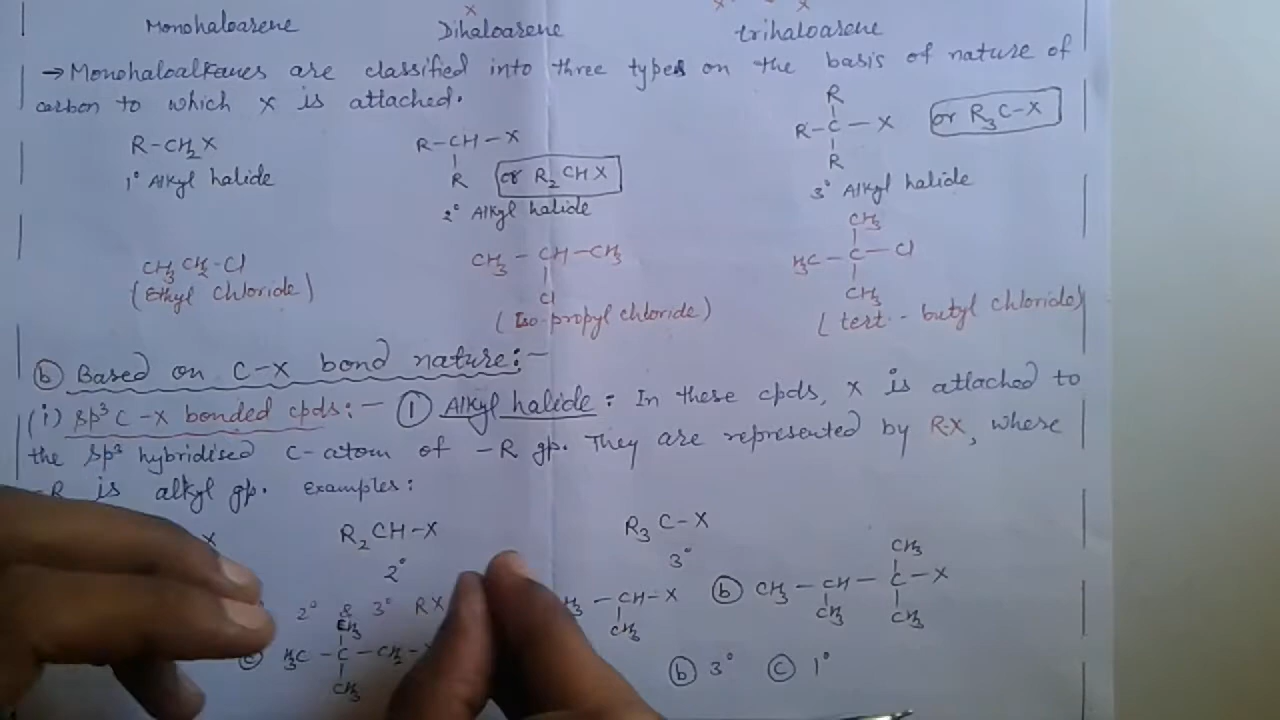 X X X
Monohaloarene Dihaloarene trihaloarene
→ Monohaloalkanes are classified into three types on the basis of nature of
carbon to which X is attached.
R-CH₂X
1° Alkyl halide
R-CH-X
|
R
or R₂CHX
2° Alkyl halide
R
|
R-C-X
|
R
or R₃C-X
3° Alkyl halide
CH₃CH₂-Cl
(Ethyl chloride)
CH₃-CH-CH₃
|
Cl
(Iso-propyl chloride)
CH₃
|
H₃C-C-Cl
|
CH₃
(tert.-butyl chloride)
(b) Based on C-X bond nature:-
(i) sp³ C-X bonded cpds:- (1) Alkyl halide: In these cpds, X is attached to
the sp³ hybridised C-atom of -R gp. They are represented by R-X, where
-R is alkyl gp. examples:
X R₂CH-X R₃C-X
2° 3°
2° & 3° RX
-CH-X
|
CH₃
(b) CH₃-CH-C-X
CH₃
CH₃ CH₃
(c) H₃C-C-CH₂-
CH₃
CH₃
(b) 3° (c) 1°